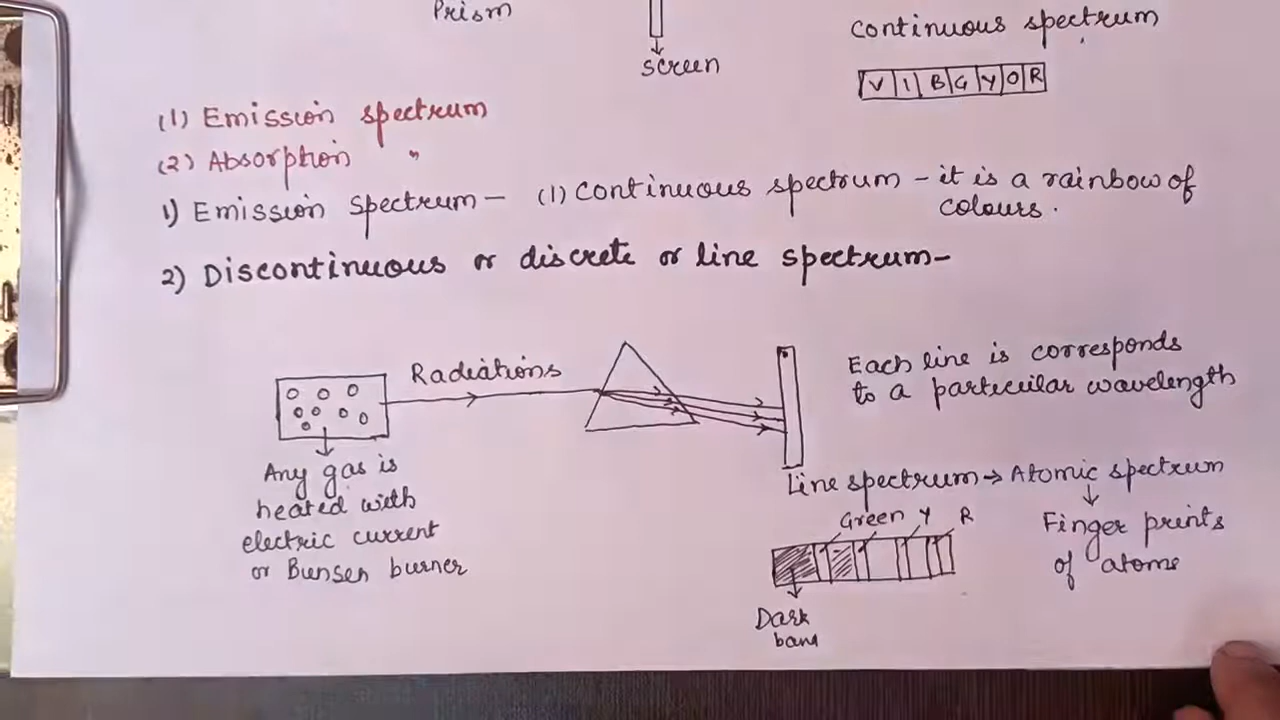 Prism
screen
Continuous spectrum
V I B G Y O R
(1) Emission spectrum
(2) Absorption "
1) Emission spectrum - (1) Continuous spectrum - it is a rainbow of
colours.
2) Discontinuous or discrete or line spectrum-
Radiations
Any gas is
heated with
electric current
or Bunsen burner
Each line is corresponds
to a particular wavelength
Line spectrum → Atomic spectrum
Green Y R
Dark
band
Finger prints
of atoms